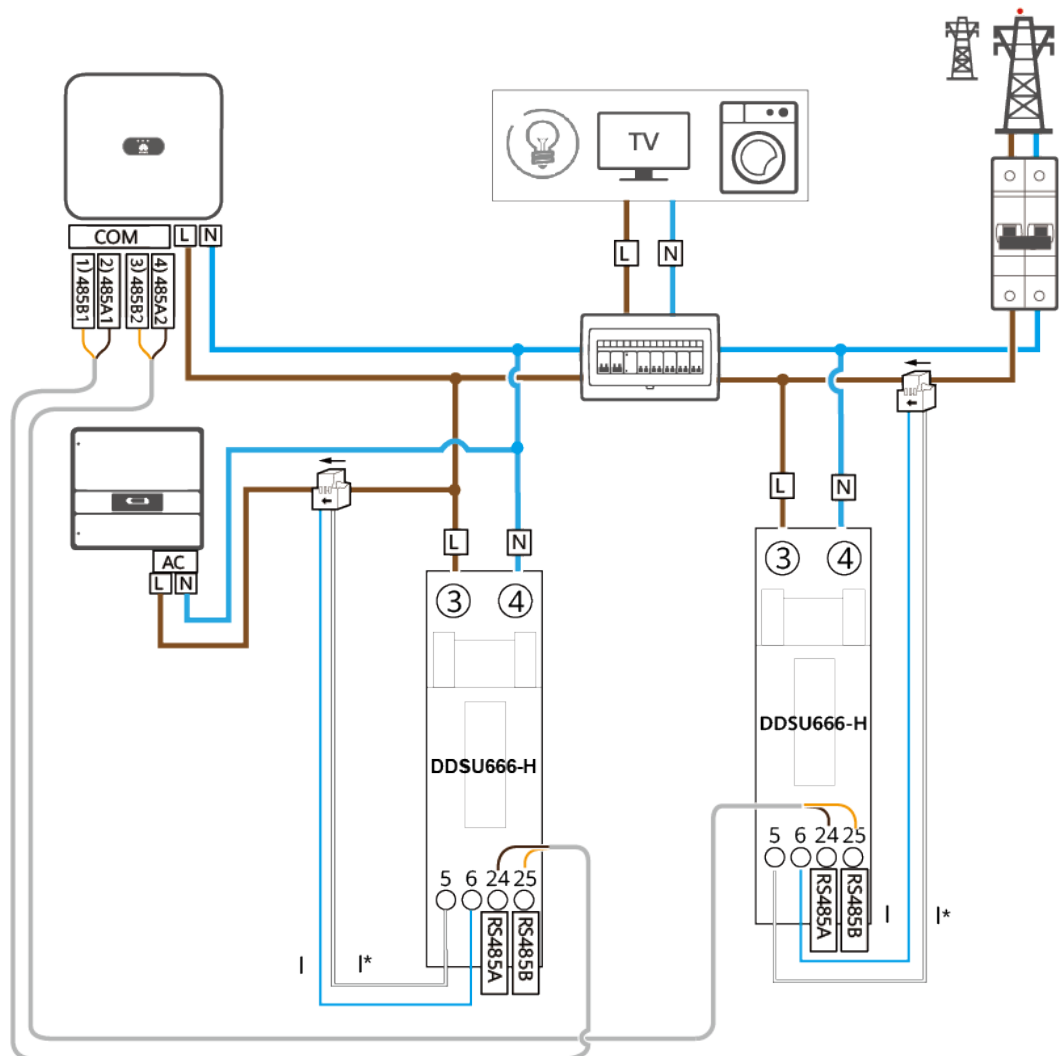 TV
COM
L
N
1) 485B1
2) 485A1
3) 485B2
4) 485A2
L
N
AC
L
N
L
N
L
N
3
4
3
4
DDSU666-H
DDSU666-H
5
6
24
25
RS485A
RS485B
I
I*
5
6
24
25
RS485A
RS485B
I
I*